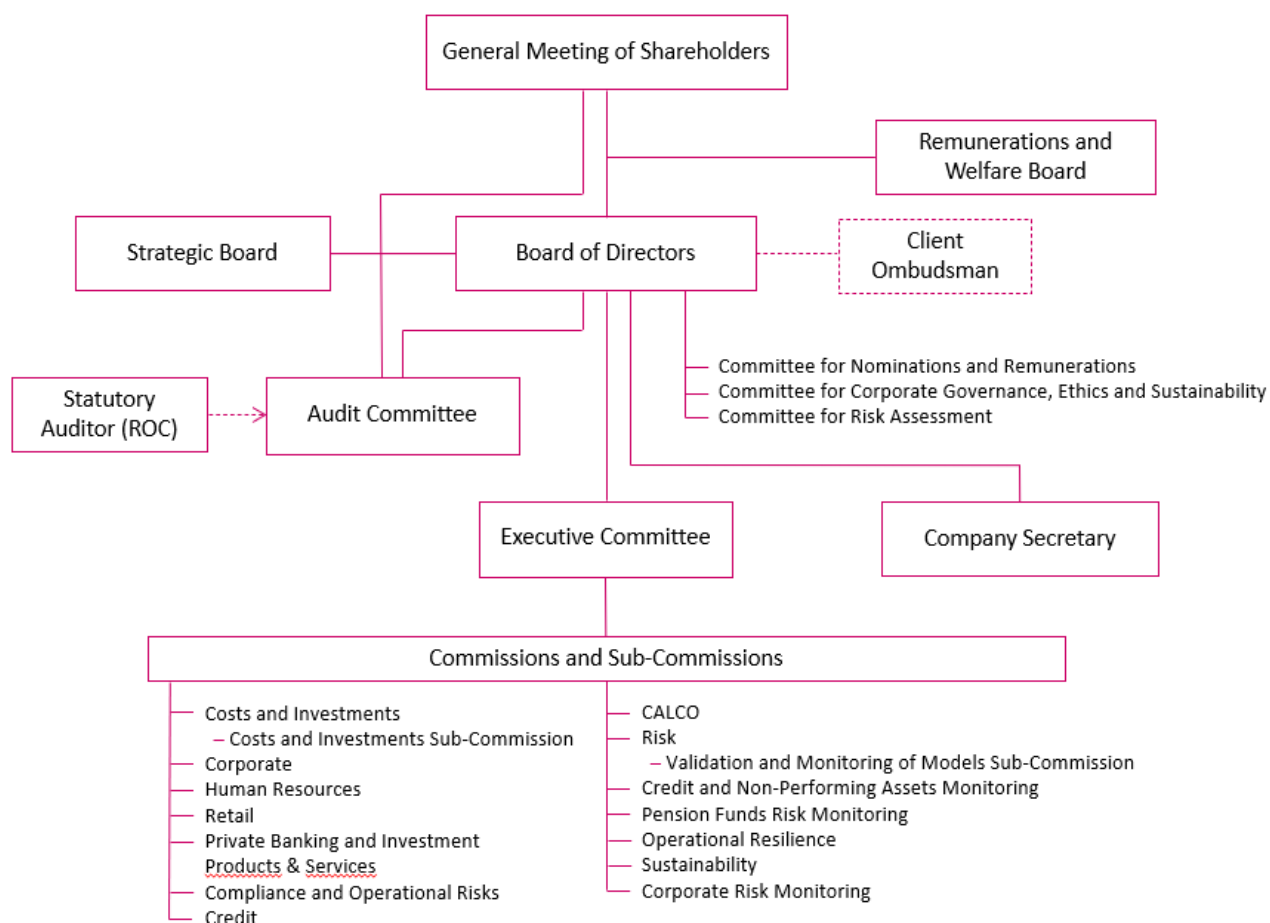 General Meeting of Shareholders
Remunerations and
Welfare Board
Strategic Board
Board of Directors
Client
Ombudsman
Committee for Nominations and Remunerations
Committee for Corporate Governance, Ethics and Sustainability
Committee for Risk Assessment
Statutory
Auditor (ROC)
Audit Committee
Executive Committee
Company Secretary
Commissions and Sub-Commissions
Costs and Investments
– Costs and Investments Sub-Commission
Corporate
Human Resources
Retail
Private Banking and Investment
Products & Services
Compliance and Operational Risks
Credit
CALCO
Risk
– Validation and Monitoring of Models Sub-Commission
Credit and Non-Performing Assets Monitoring
Pension Funds Risk Monitoring
Operational Resilience
Sustainability
Corporate Risk Monitoring